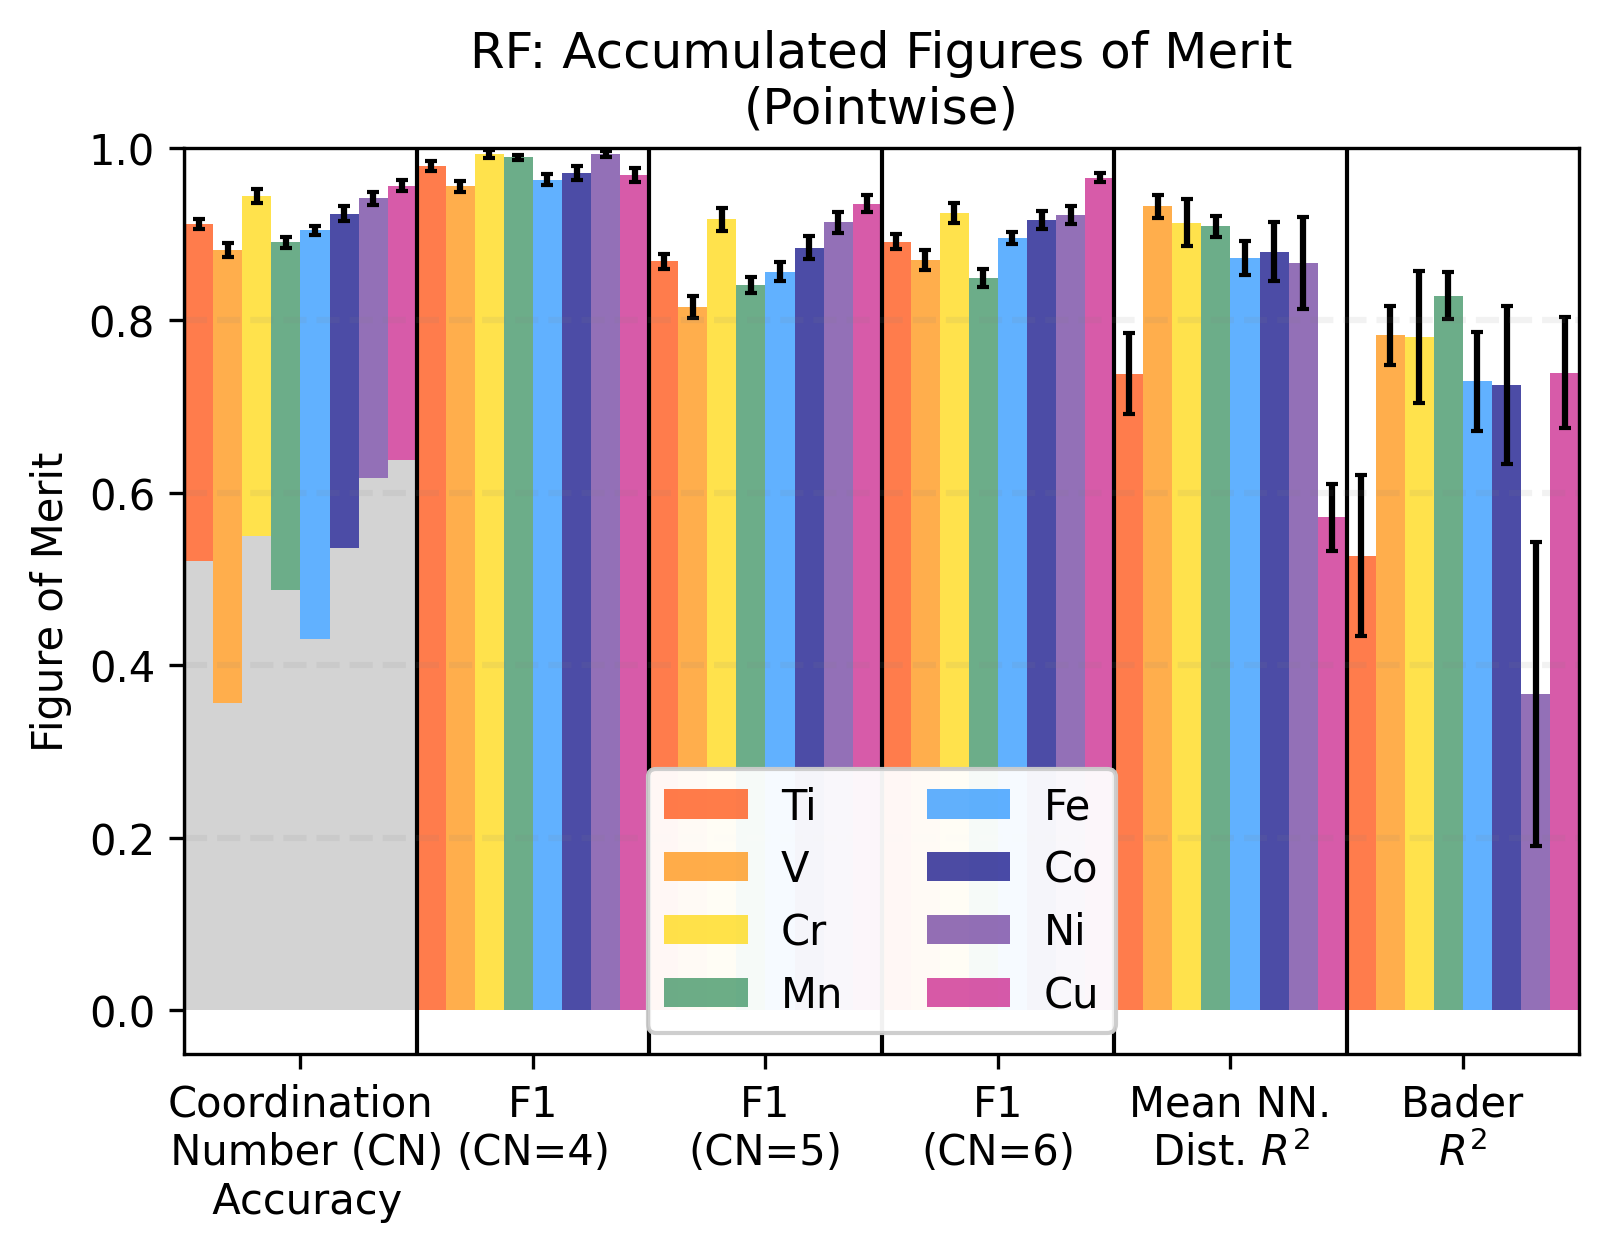 RF: Accumulated Figures of Merit
(Pointwise)
Figure of Merit
1.0
0.8
0.6
0.4
0.2
0.0
Ti
V
Cr
Mn
Fe
Co
Ni
Cu
Coordination
Number (CN)
Accuracy
F1
(CN=4)
F1
(CN=5)
F1
(CN=6)
Mean NN.
Dist. R²
Bader
R²